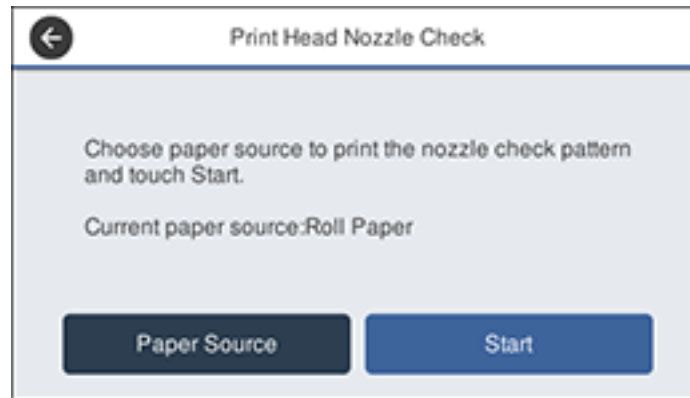 Print Head Nozzle Check
Choose paper source to print the nozzle check pattern
and touch Start.
Current paper source:Roll Paper
Paper Source
Start